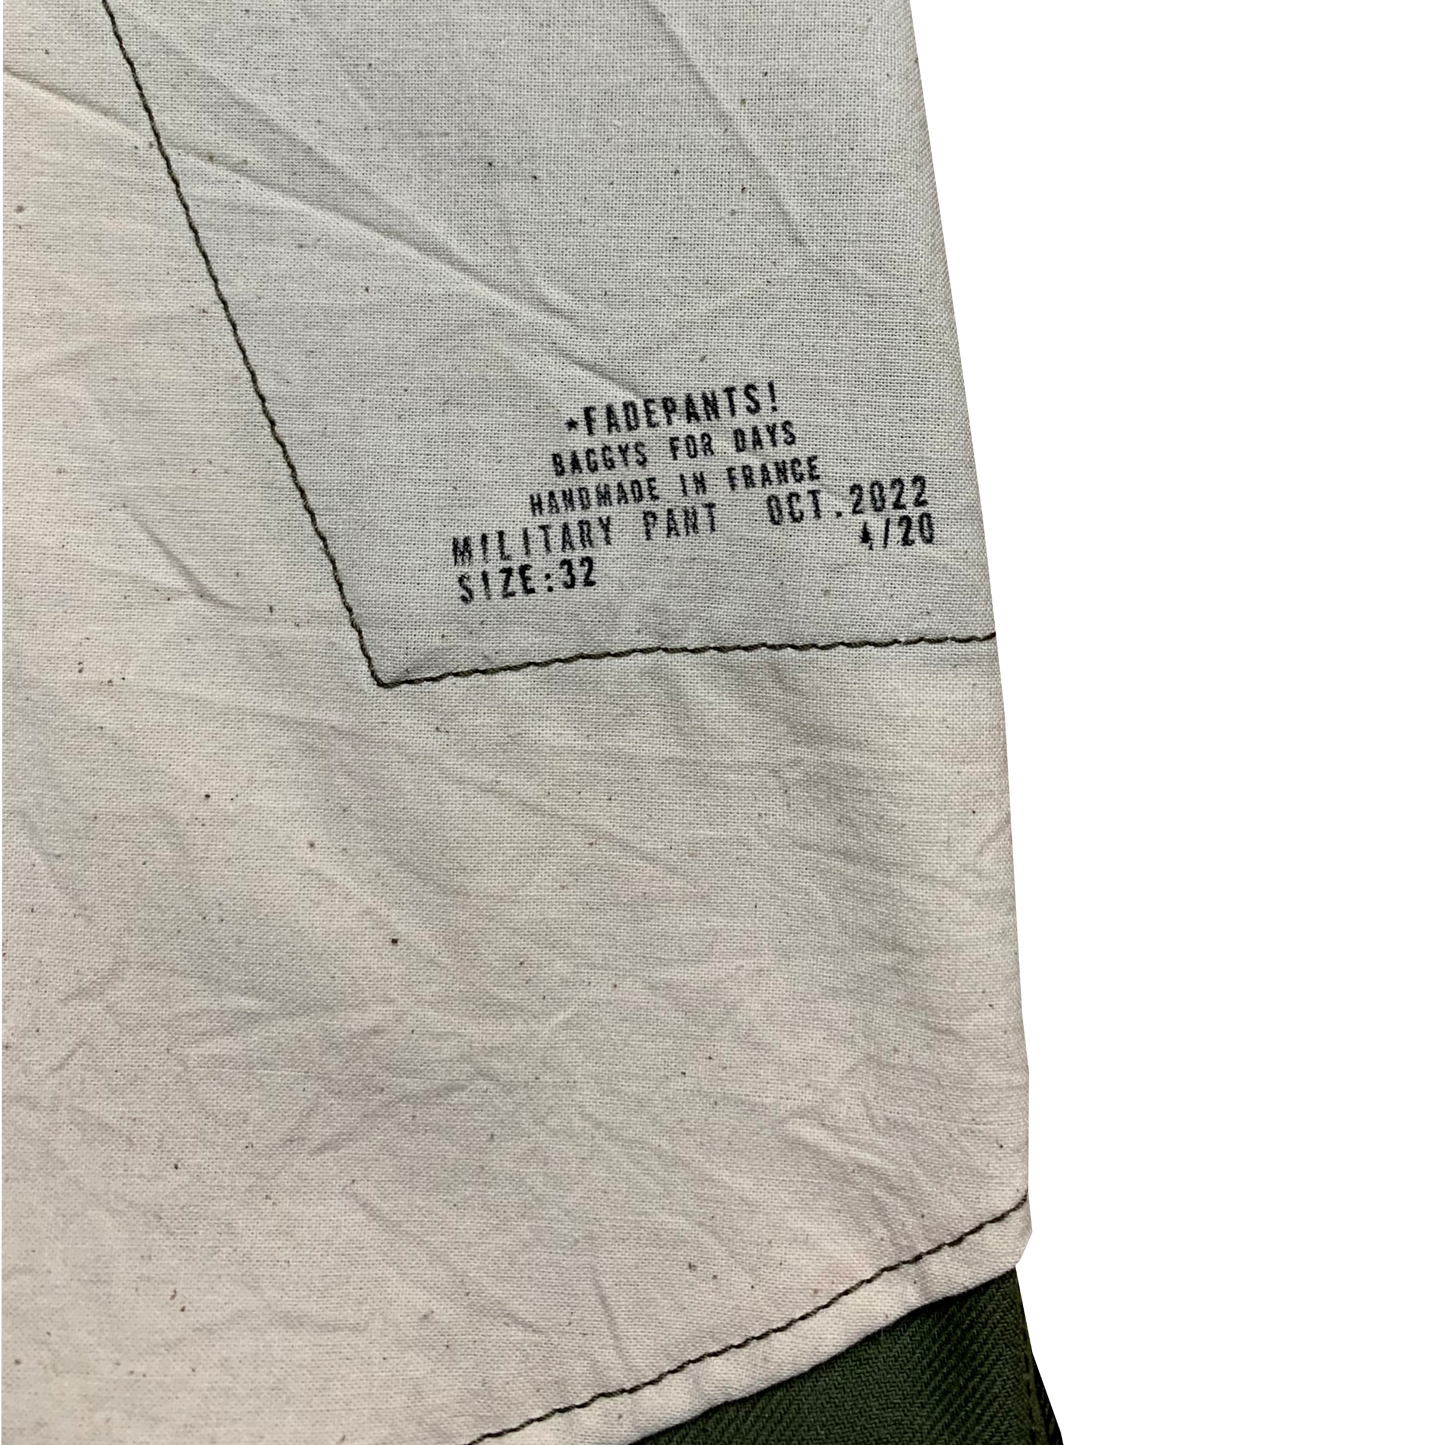 *FADEPANTS!
BAGGYS FOR DAYS
HANDMADE IN FRANCE
MILITARY PANT OCT.2022
4/20
SIZE:32